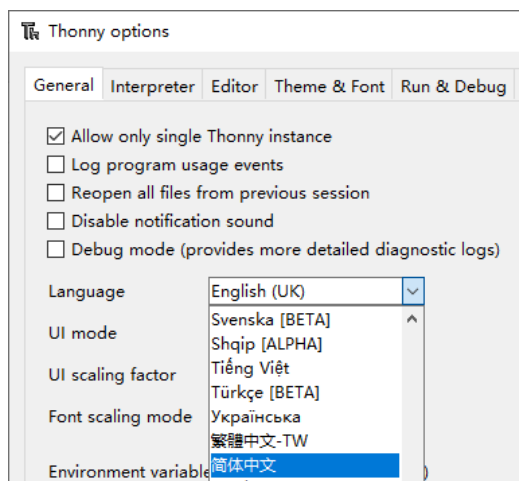 Thonny options
General Interpreter Editor Theme & Font Run & Debug
Allow only single Thonny instance
Log program usage events
Reopen all files from previous session
Disable notification sound
Debug mode (provides more detailed diagnostic logs)
Language English (UK)
Svenska [BETA]
UI mode
Shqip [ALPHA]
Tiếng Việt
UI scaling factor
Türkçe [BETA]
Font scaling mode
Українська
繁體中文-TW
简体中文
Environment )